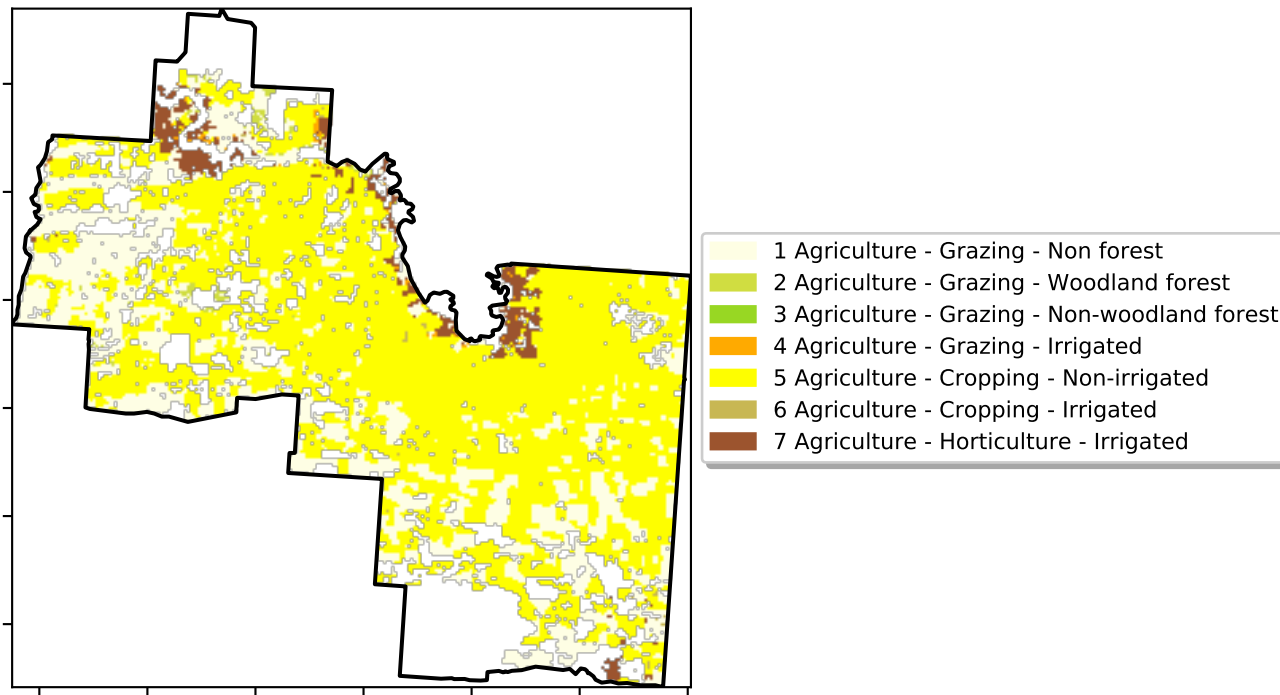 1 Agriculture - Grazing - Non forest
2 Agriculture - Grazing - Woodland forest
3 Agriculture - Grazing - Non-woodland forest
4 Agriculture - Grazing - Irrigated
5 Agriculture - Cropping - Non-irrigated
6 Agriculture - Cropping - Irrigated
7 Agriculture - Horticulture - Irrigated